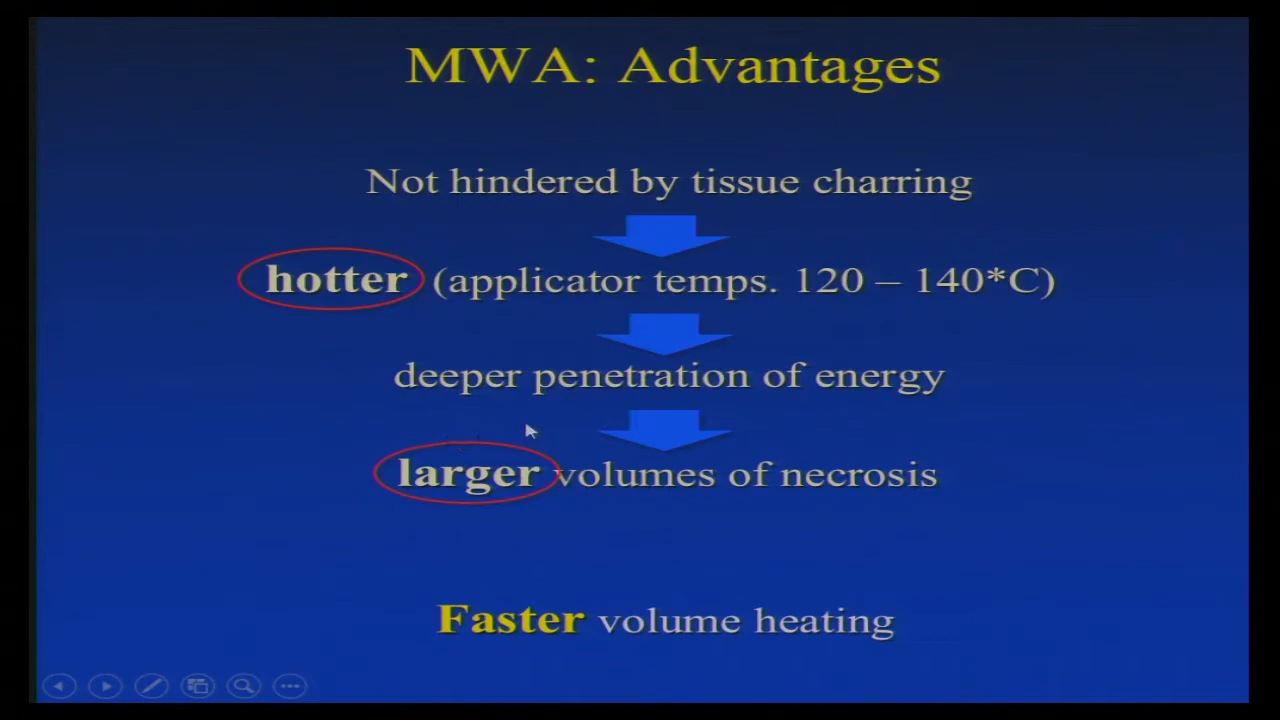 MWA: Advantages
Not hindered by tissue charring
hotter (applicator temps. 120 – 140*C)
deeper penetration of energy
larger volumes of necrosis
Faster volume heating